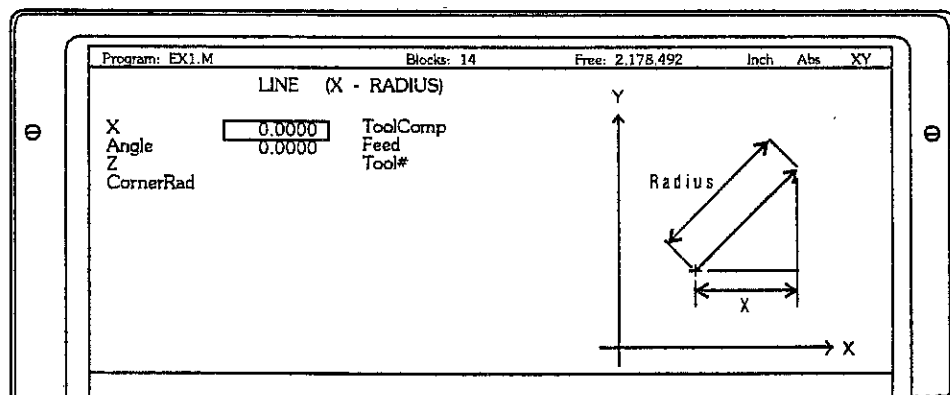 Program: EX1.M Blocks: 14 Free: 2,178,492 Inch Abs XY
LINE (X - RADIUS)
X 0.0000 ToolComp
Angle 0.0000 Feed
Z Tool#
CornerRad
Y
Radius
X
X